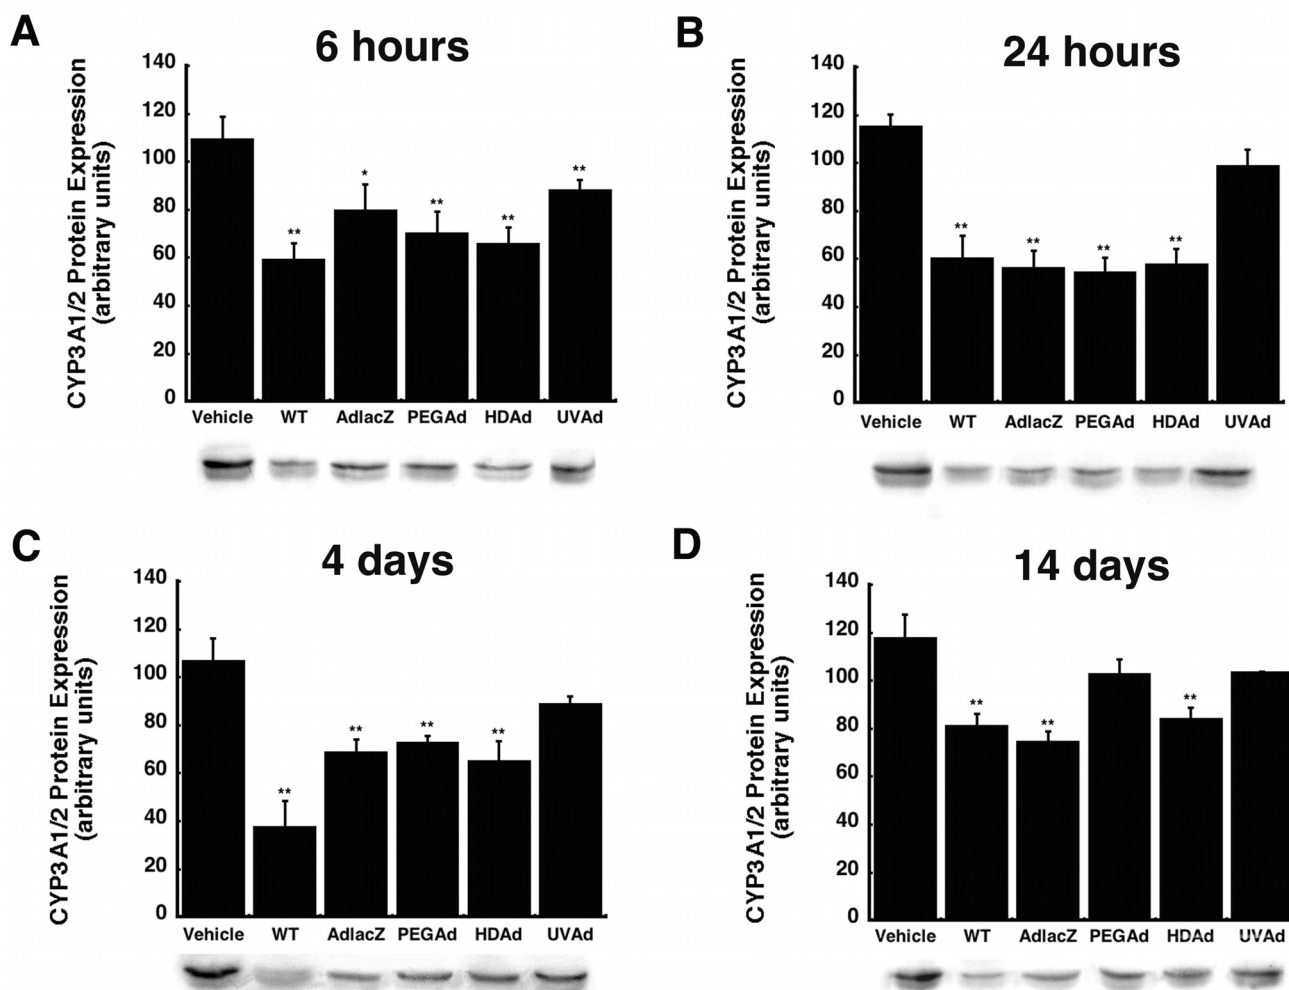 A
6 hours
CYP3A1/2 Protein Expression
(arbitrary units)
140
120
100
80
60
40
20
0
**
*
**
**
**
Vehicle WT AdlacZ PEGAd HDAd UVAd
B
24 hours
CYP3A1/2 Protein Expression
(arbitrary units)
140
120
100
80
60
40
20
0
**
**
**
**
Vehicle WT AdlacZ PEGAd HDAd UVAd
C
4 days
CYP3A1/2 Protein Expression
(arbitrary units)
140
120
100
80
60
40
20
0
**
**
**
**
Vehicle WT AdlacZ PEGAd HDAd UVAd
D
14 days
CYP3A1/2 Protein Expression
(arbitrary units)
140
120
100
80
60
40
20
0
**
**
**
Vehicle WT AdlacZ PEGAd HDAd UVAd